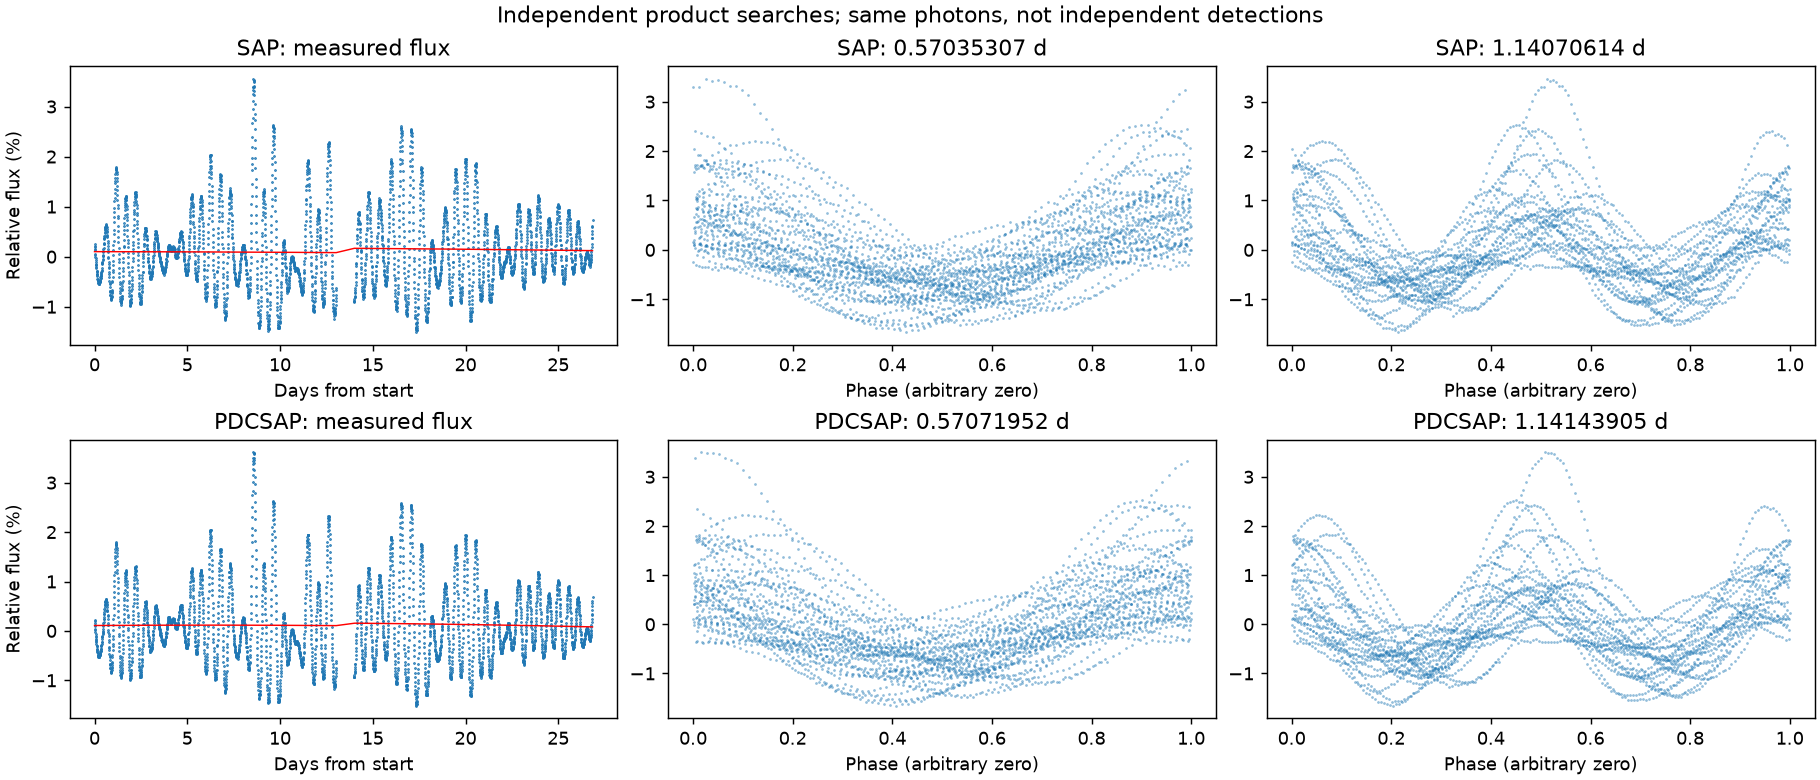 Independent product searches; same photons, not independent detections
SAP: measured flux
SAP: 0.57035307 d
SAP: 1.14070614 d
Relative flux (%)
3
2
1
0
−1
3
2
1
0
−1
3
2
1
0
−1
0 5 10 15 20 25
0.0 0.2 0.4 0.6 0.8 1.0
0.0 0.2 0.4 0.6 0.8 1.0
Days from start
Phase (arbitrary zero)
Phase (arbitrary zero)
PDCSAP: measured flux
PDCSAP: 0.57071952 d
PDCSAP: 1.14143905 d
Relative flux (%)
3
2
1
0
−1
3
2
1
0
−1
3
2
1
0
−1
0 5 10 15 20 25
0.0 0.2 0.4 0.6 0.8 1.0
0.0 0.2 0.4 0.6 0.8 1.0
Days from start
Phase (arbitrary zero)
Phase (arbitrary zero)